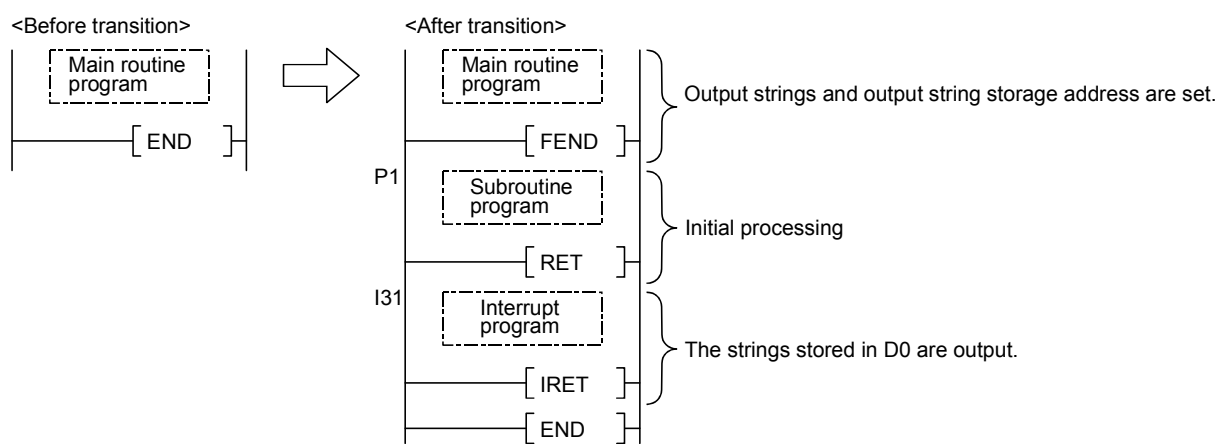 <Before transition>
Main routine
program
END
<After transition>
Main routine
program
FEND
Output strings and output string storage address are set.
P1
Subroutine
program
RET
Initial processing
I31
Interrupt
program
IRET
The strings stored in D0 are output.
END